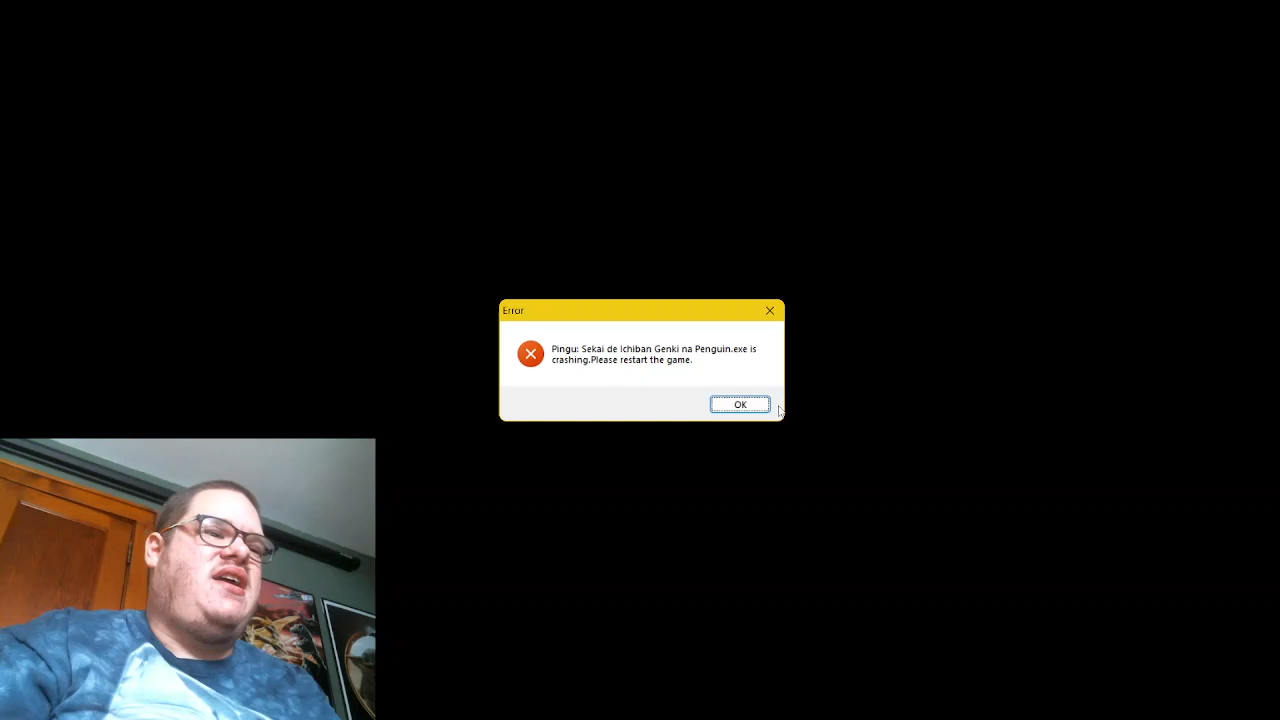 Error
Pingu: Sekai de Ichiban Genki na Penguin.exe is
crashing.Please restart the game.
OK